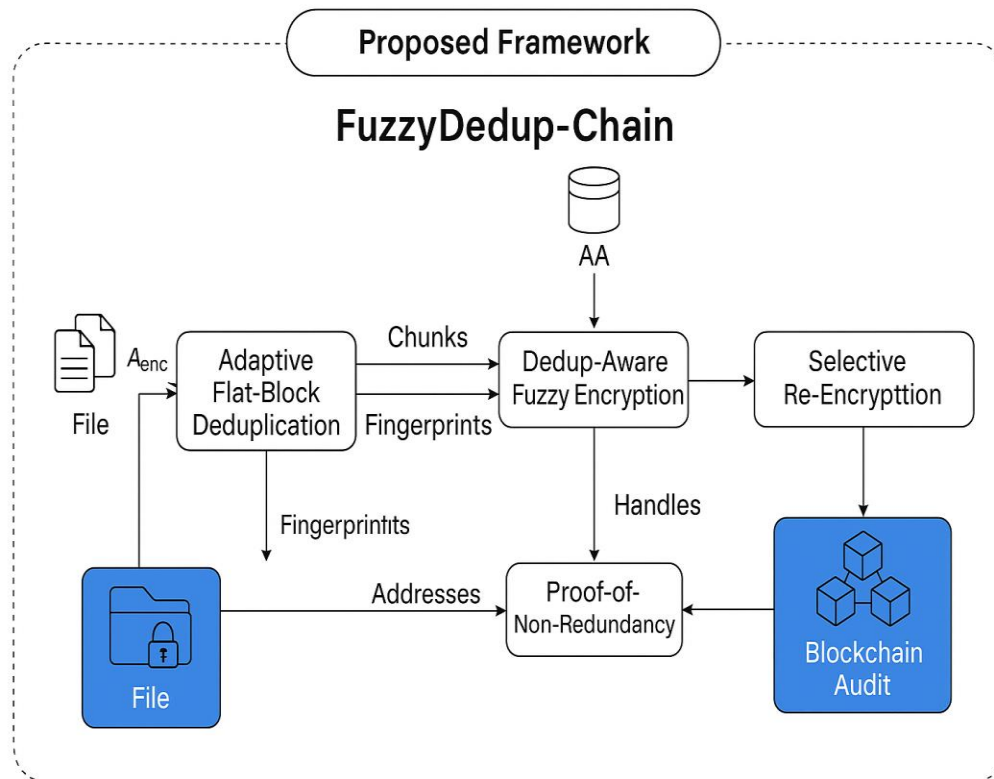 Proposed Framework
FuzzyDedup-Chain
AA
File
Aenc
Adaptive
Flat-Block
Deduplication
Chunks
Fingerprints
Dedup-Aware
Fuzzy Encryption
Selective
Re-Encrypttion
Fingerprintıts
Handles
Addresses
Proof-of-
Non-Redundancy
File
Blockchain
Audit